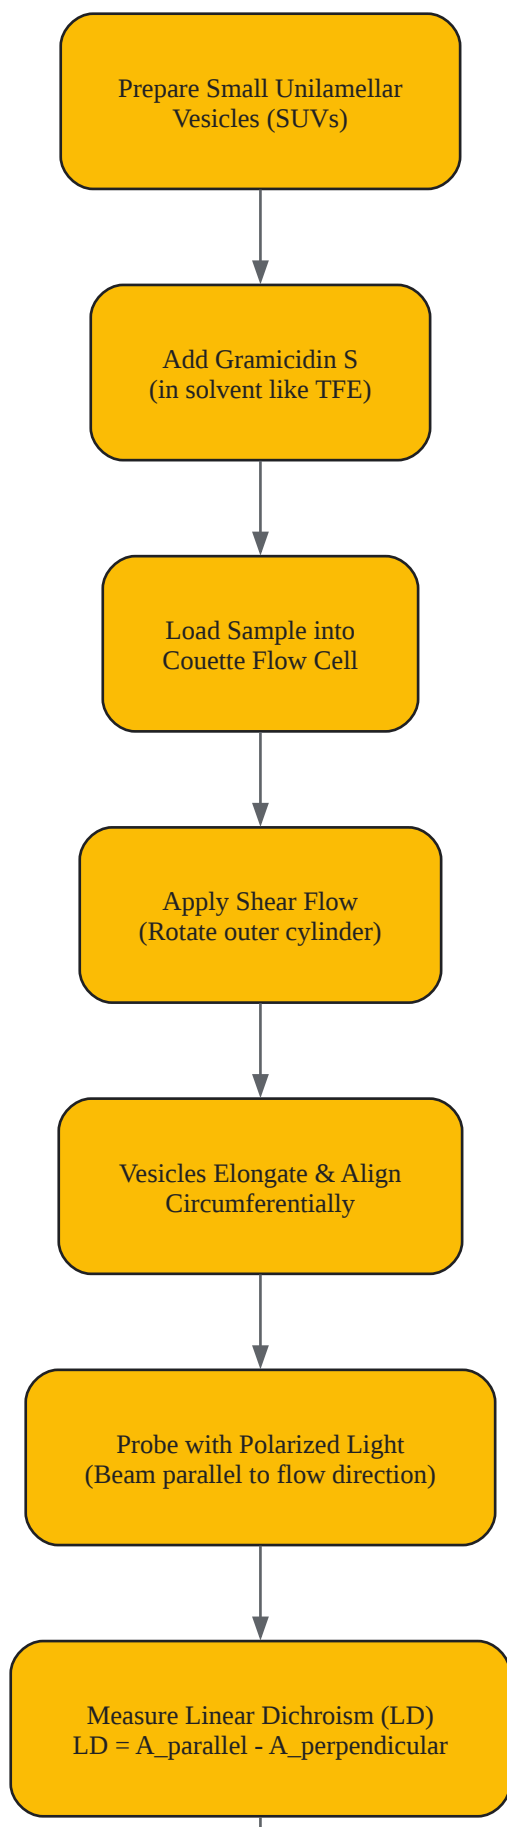 Prepare Small Unilamellar
Vesicles (SUVs)
Add Gramicidin S
(in solvent like TFE)
Load Sample into
Couette Flow Cell
Apply Shear Flow
(Rotate outer cylinder)
Vesicles Elongate & Align
Circumferentially
Probe with Polarized Light
(Beam parallel to flow direction)
Measure Linear Dichroism (LD)
LD = A_parallel - A_perpendicular